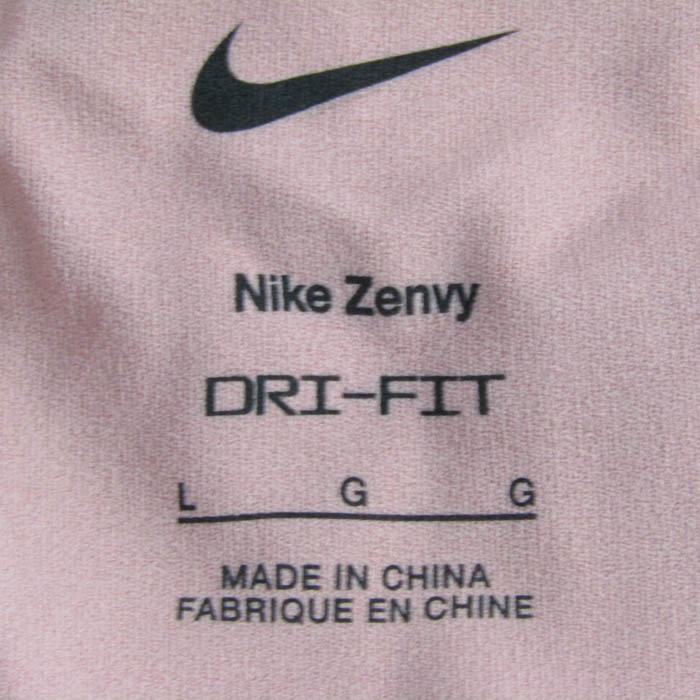 Nike Zenvy
DRI-FIT
L G G
MADE IN CHINA
FABRIQUE EN CHINE